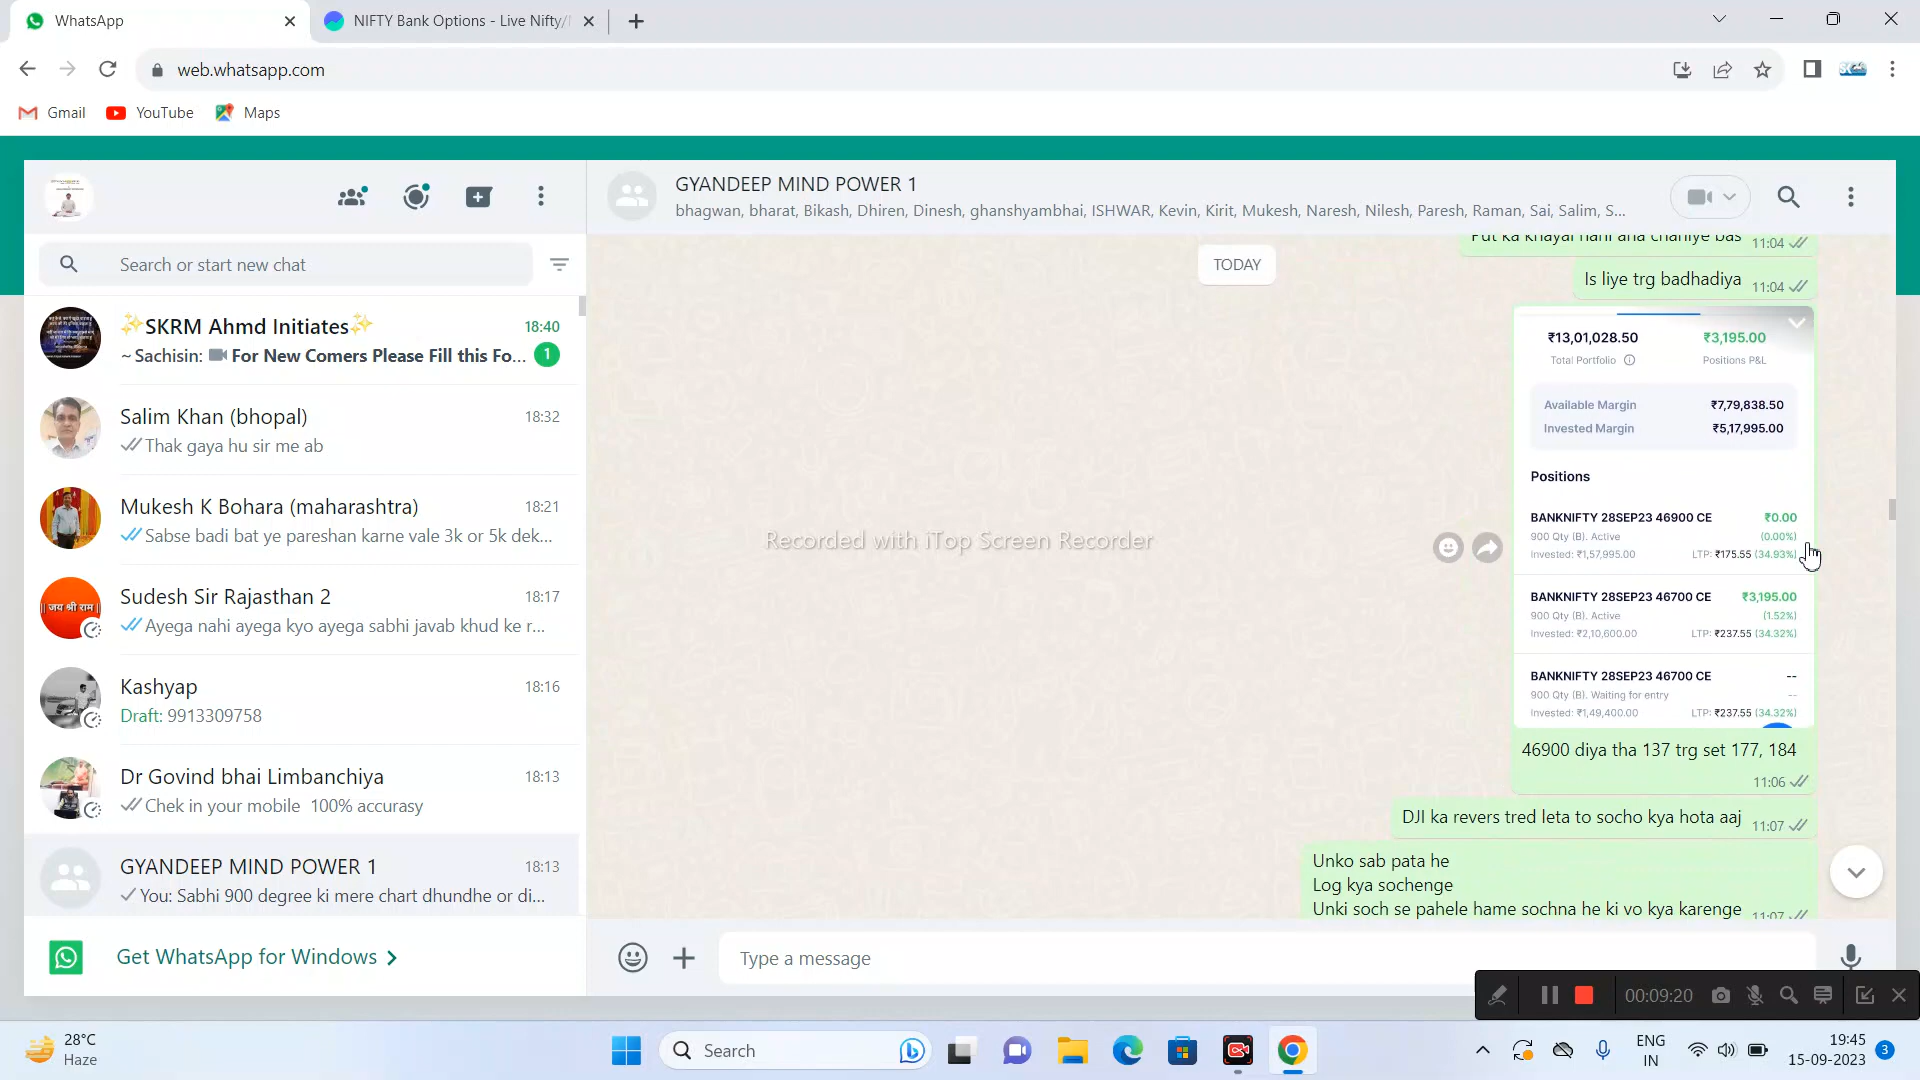 WhatsApp
NIFTY Bank Options - Live Nifty/
web.whatsapp.com
Gmail
YouTube
Maps
Search or start new chat
✨SKRM Ahmd Initiates✨
18:40
~ Sachisin: For New Comers Please Fill this Fo...
1
Salim Khan (bhopal)
18:32
Thak gaya hu sir me ab
Mukesh K Bohara (maharashtra)
18:21
Sabse badi bat ye pareshan karne vale 3k or 5k dek...
|| जय श्री राम ||
Sudesh Sir Rajasthan 2
18:17
Ayega nahi ayega kyo ayega sabhi javab khud ke r...
Kashyap
18:16
Draft: 9913309758
Dr Govind bhai Limbanchiya
18:13
Chek in your mobile 100% accurasy
GYANDEEP MIND POWER 1
18:13
You: Sabhi 900 degree ki mere chart dhundhe or di...
Get WhatsApp for Windows
GYANDEEP MIND POWER 1
bhagwan, bharat, Bikash, Dhiren, Dinesh, ghanshyambhai, ISHWAR, Kevin, Kirit, Mukesh, Naresh, Nilesh, Paresh, Raman, Sai, Salim, S...
TODAY
Put ka khayal nahi ana chahiye bas 11:04
Is liye trg badhadiya 11:04
₹13,01,028.50 ₹3,195.00
Total Portfolio Positions P&L
Available Margin ₹7,79,838.50
Invested Margin ₹5,17,995.00
Positions
BANKNIFTY 28SEP23 46900 CE ₹0.00
900 Qty (B). Active (0.00%)
Invested: ₹1,57,995.00 LTP: ₹175.55 (34.93%)
BANKNIFTY 28SEP23 46700 CE ₹3,195.00
900 Qty (B). Active (1.52%)
Invested: ₹2,10,600.00 LTP: ₹237.55 (34.32%)
BANKNIFTY 28SEP23 46700 CE --
900 Qty (B). Waiting for entry --
Invested: ₹1,49,400.00 LTP: ₹237.55 (34.32%)
46900 diya tha 137 trg set 177, 184
11:06
DJI ka revers tred leta to socho kya hota aaj 11:07
Unko sab pata he
Log kya sochenge
Unki soch se pahele hame sochna he ki vo kya karenge 11:07
Recorded with iTop Screen Recorder
Type a message
00:09:20
28°C
Haze
Search
ENG
IN
19:45
15-09-2023
3